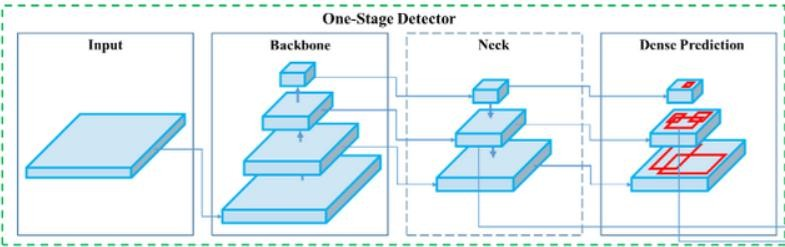 One-Stage Detector
Input
Backbone
Neck
Dense Prediction